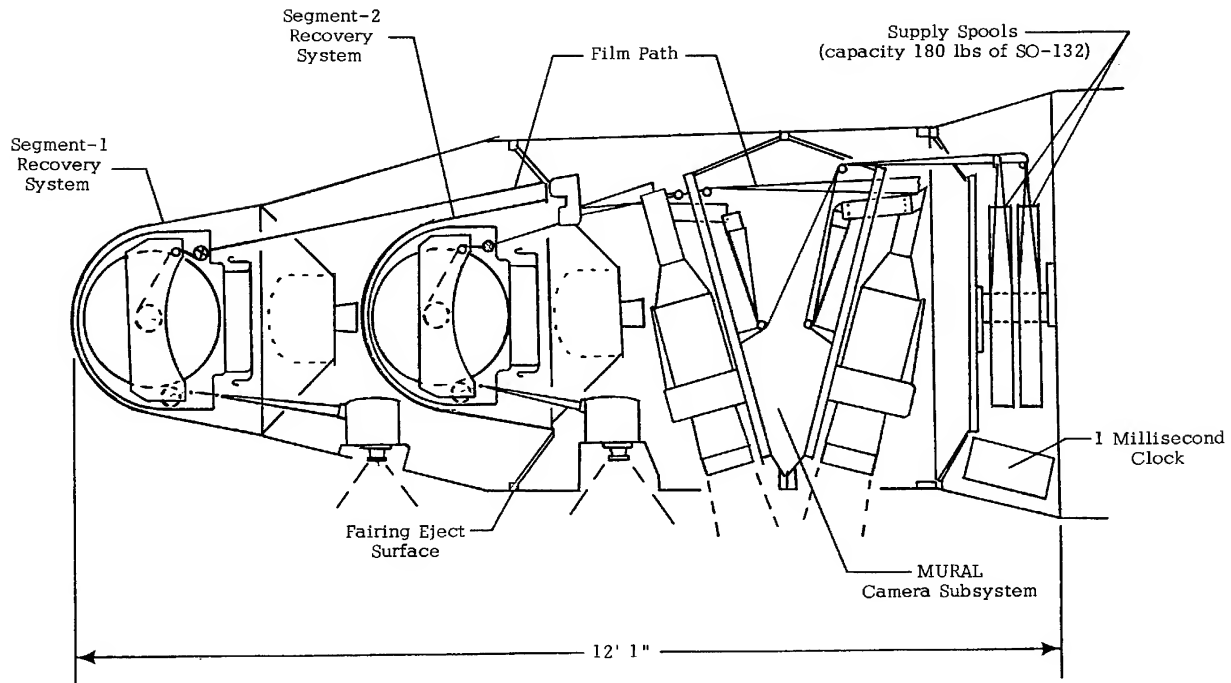 Segment-2
Recovery
System
Supply Spools
(capacity 180 lbs of SO-132)
Film Path
Segment-1
Recovery
System
1 Millisecond
Clock
Fairing Eject
Surface
MURAL
Camera Subsystem
12' 1"